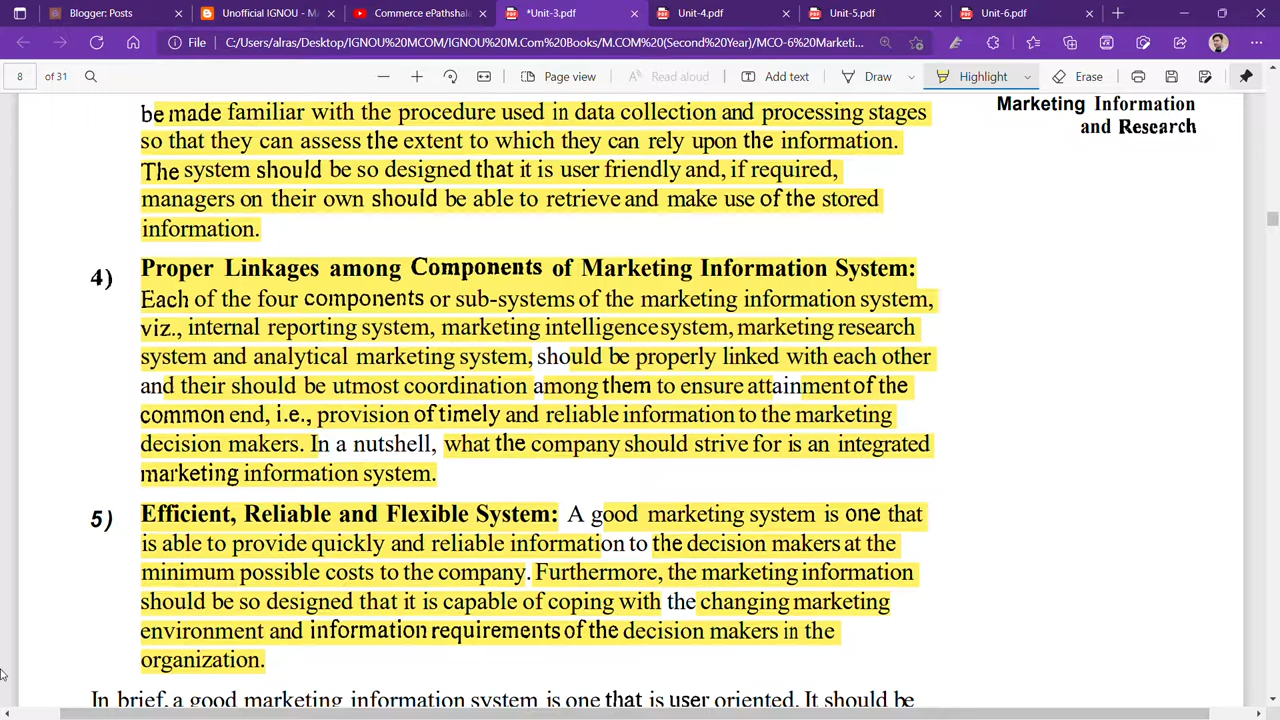 Blogger: Posts
Unofficial IGNOU - M
Commerce ePathshal
*Unit-3.pdf
Unit-4.pdf
Unit-5.pdf
Unit-6.pdf
File C:/Users/alras/Desktop/IGNOU%20MCOM/IGNOU%20M.Com%20Books/M.COM%20(Second%20Year)/MCO-6%20Marketi...
8 of 31 Page view Read aloud Add text Draw Highlight Erase
Marketing Information
and Research
be made familiar with the procedure used in data collection and processing stages
so that they can assess the extent to which they can rely upon the information.
The system should be so designed that it is user friendly and, if required,
managers on their own should be able to retrieve and make use of the stored
information.
4) Proper Linkages among Components of Marketing Information System:
Each of the four components or sub-systems of the marketing information system,
viz., internal reporting system, marketing intelligence system, marketing research
system and analytical marketing system, should be properly linked with each other
and their should be utmost coordination among them to ensure attainment of the
common end, i.e., provision of timely and reliable information to the marketing
decision makers. In a nutshell, what the company should strive for is an integrated
marketing information system.
5) Efficient, Reliable and Flexible System: A good marketing system is one that
is able to provide quickly and reliable information to the decision makers at the
minimum possible costs to the company. Furthermore, the marketing information
should be so designed that it is capable of coping with the changing marketing
environment and information requirements of the decision makers in the
organization.
In brief, a good marketing information system is one that is user oriented. It should be